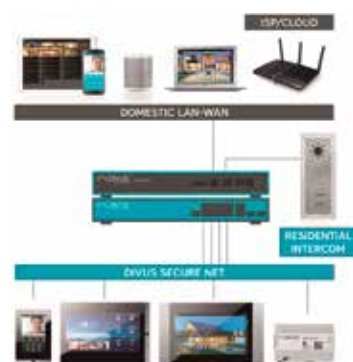 ISP/CLOUD
DOMESTIC LAN-WAN
RESIDENTIAL
INTERCOM
DIVUS SECURE NET